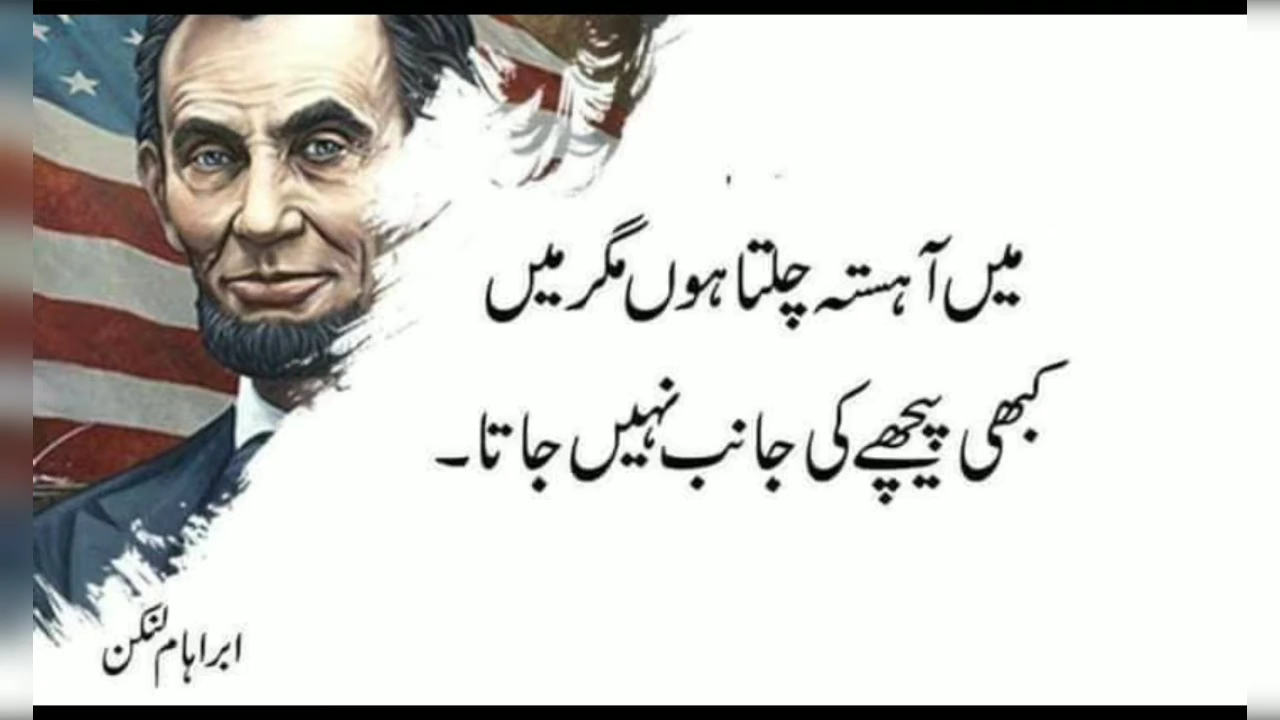 میں آہستہ چلتا ہوں مگر میں
کبھی پیچھے کی جانب نہیں جاتا۔
ابراہام لنکن